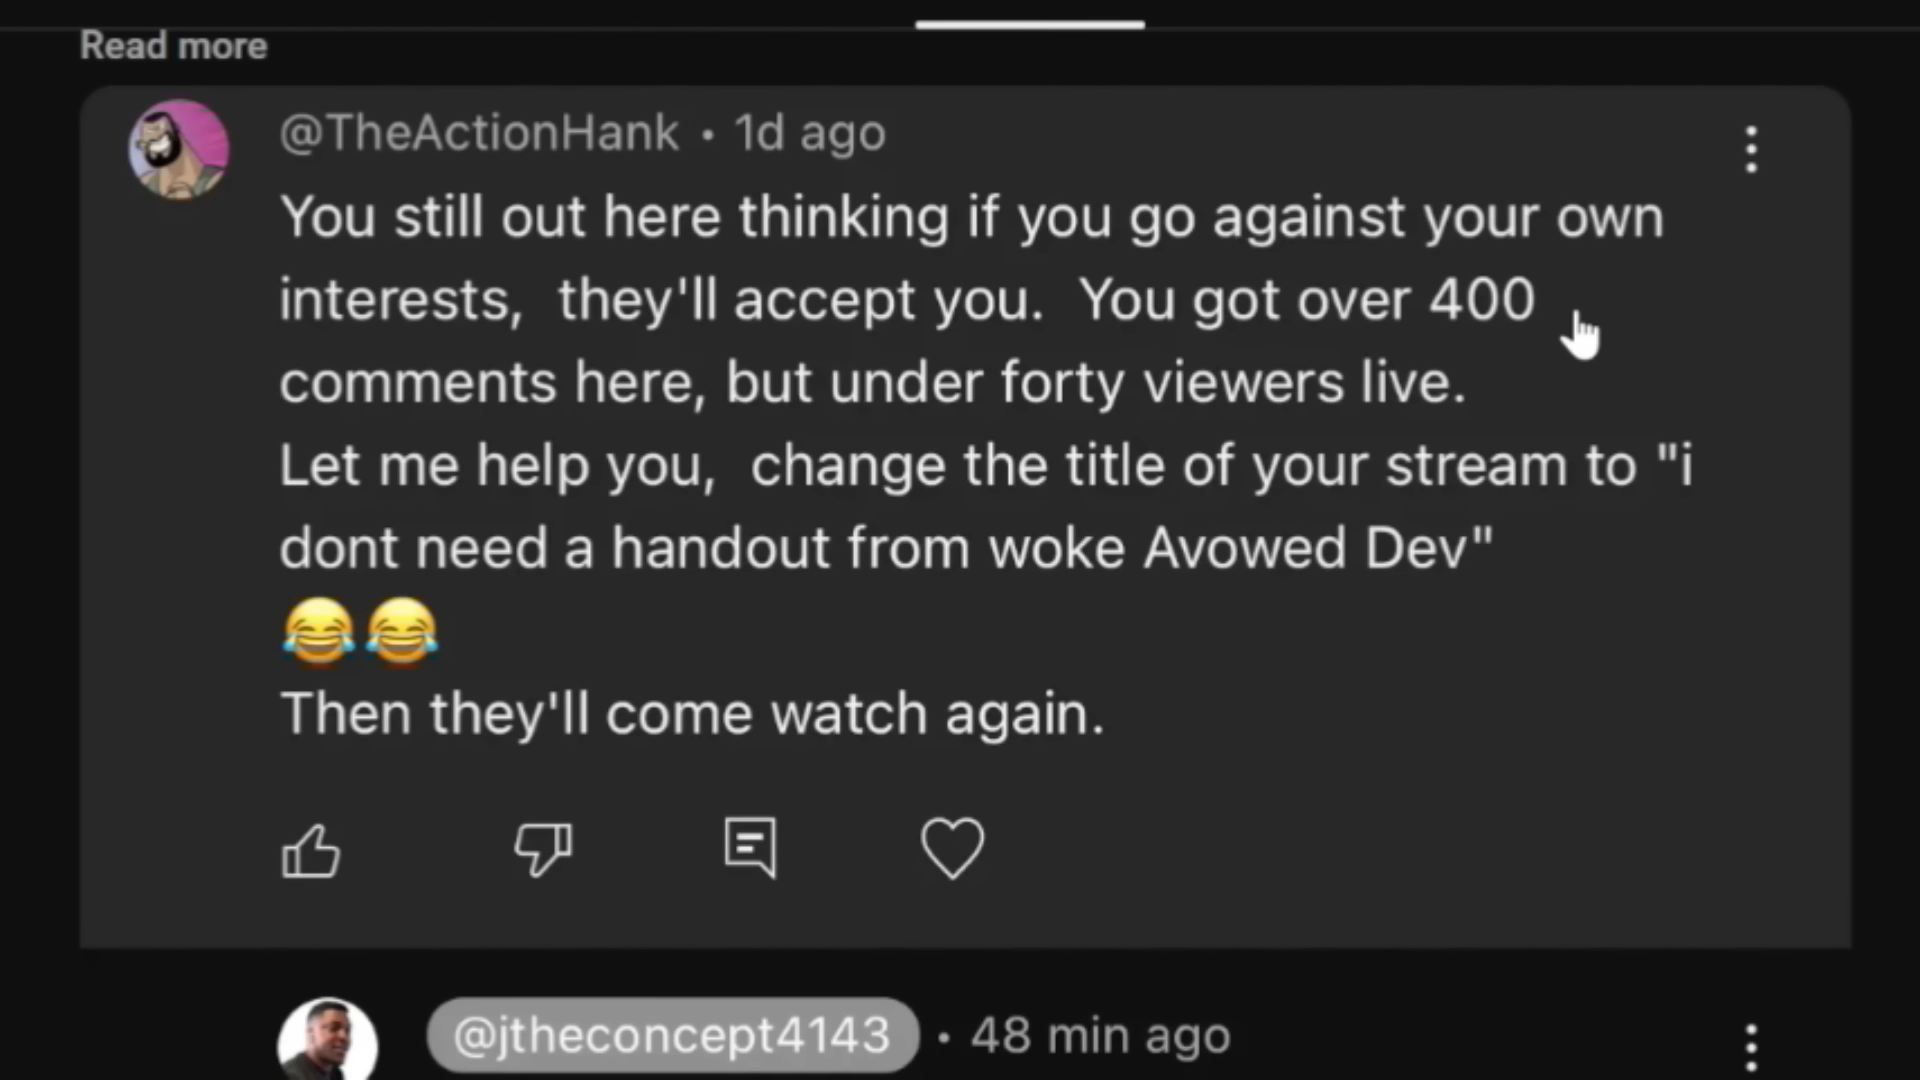 Read more
@TheActionHank • 1d ago
You still out here thinking if you go against your own
interests,  they'll accept you.  You got over 400
comments here, but under forty viewers live.
Let me help you,  change the title of your stream to "i
dont need a handout from woke Avowed Dev"
😂😂
Then they'll come watch again.
@jtheconcept4143 • 48 min ago